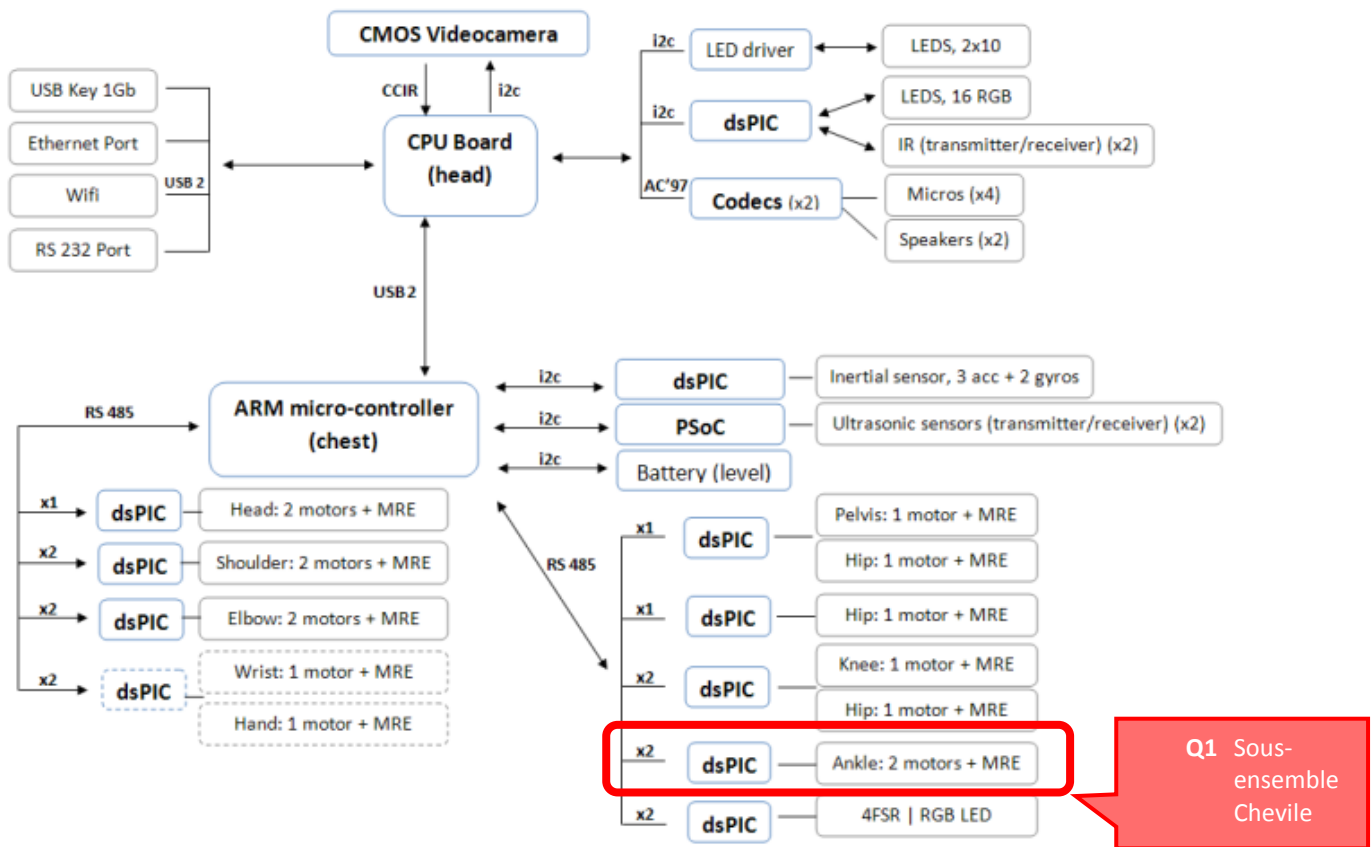 CMOS Videocamera
CCIR
i2c
USB Key 1Gb
Ethernet Port
Wifi
RS 232 Port
USB 2
CPU Board
(head)
i2c
LED driver
LEDS, 2x10
i2c
dsPIC
LEDS, 16 RGB
IR (transmitter/receiver) (x2)
AC'97
Codecs (x2)
Micros (x4)
Speakers (x2)
USB 2
RS 485
ARM micro-controller
(chest)
i2c
dsPIC
Inertial sensor, 3 acc + 2 gyros
i2c
PSoC
Ultrasonic sensors (transmitter/receiver) (x2)
i2c
Battery (level)
x1
dsPIC
Head: 2 motors + MRE
x2
dsPIC
Shoulder: 2 motors + MRE
x2
dsPIC
Elbow: 2 motors + MRE
x2
dsPIC
Wrist: 1 motor + MRE
Hand: 1 motor + MRE
RS 485
x1
dsPIC
Pelvis: 1 motor + MRE
Hip: 1 motor + MRE
x1
dsPIC
Hip: 1 motor + MRE
x2
dsPIC
Knee: 1 motor + MRE
Hip: 1 motor + MRE
x2
dsPIC
Ankle: 2 motors + MRE
x2
dsPIC
4FSR | RGB LED
Q1 Sous-
ensemble
Chevile